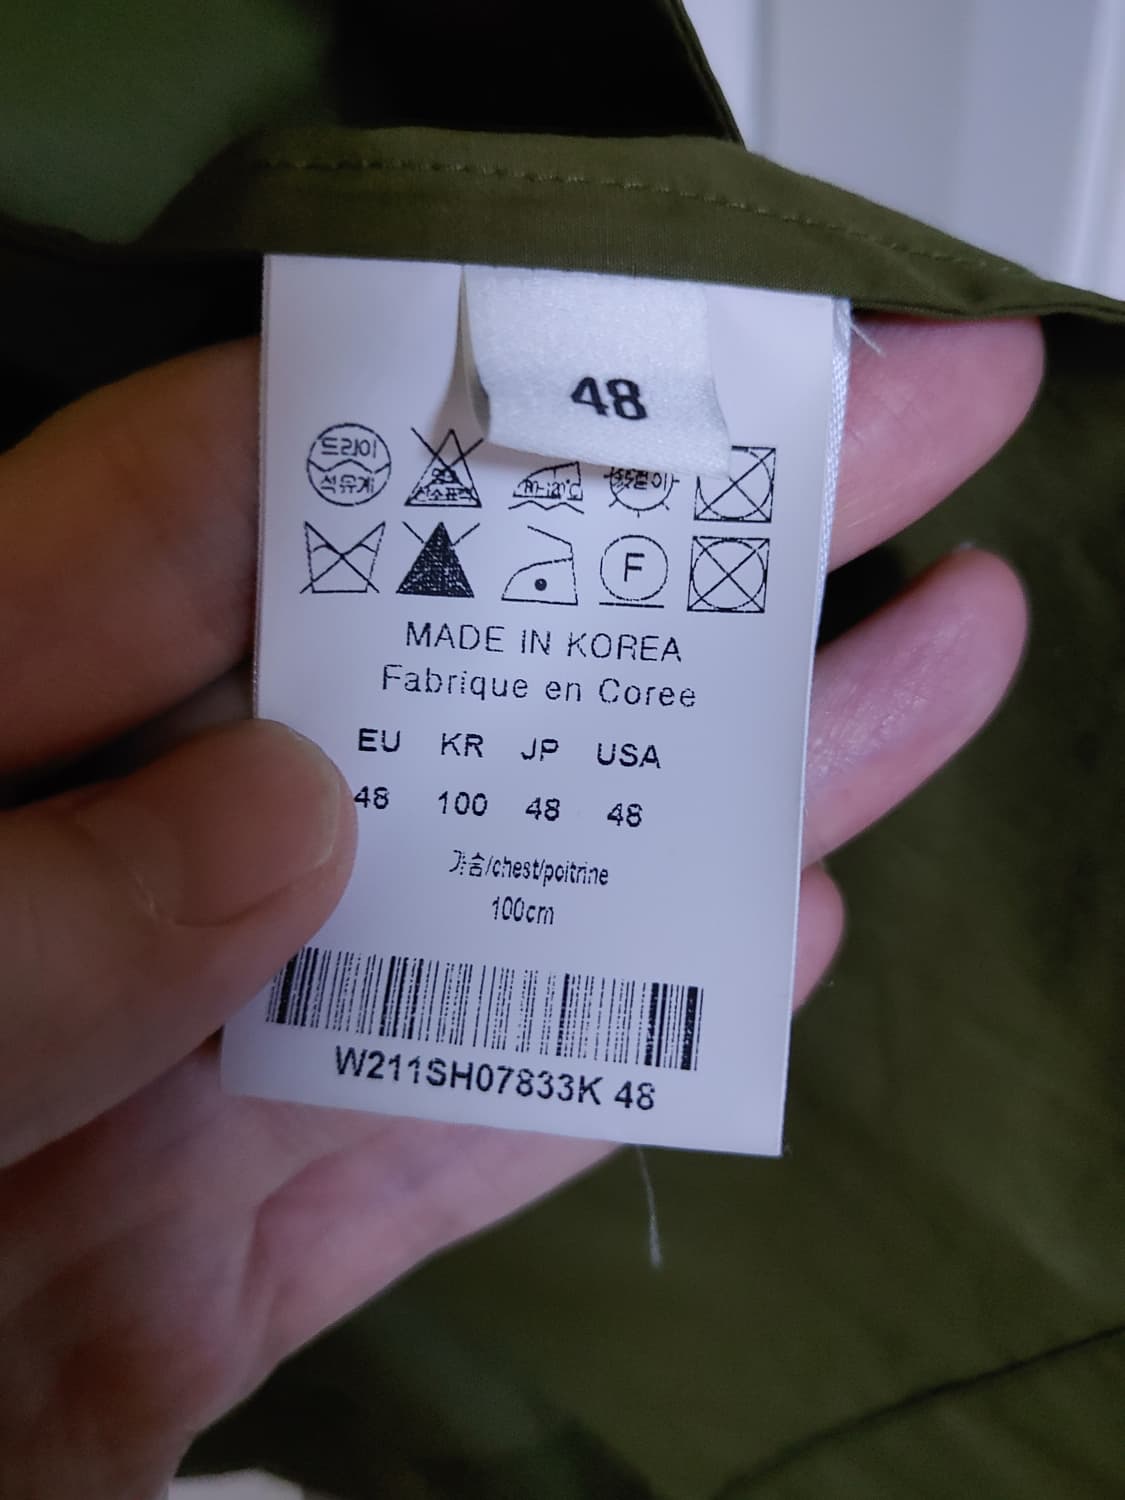 48
드라이
석유계
F
MADE IN KOREA
Fabrique en Coree
EU KR JP USA
48 100 48 48
가슴/chest/poitrine
100cm
W211SH07833K 48